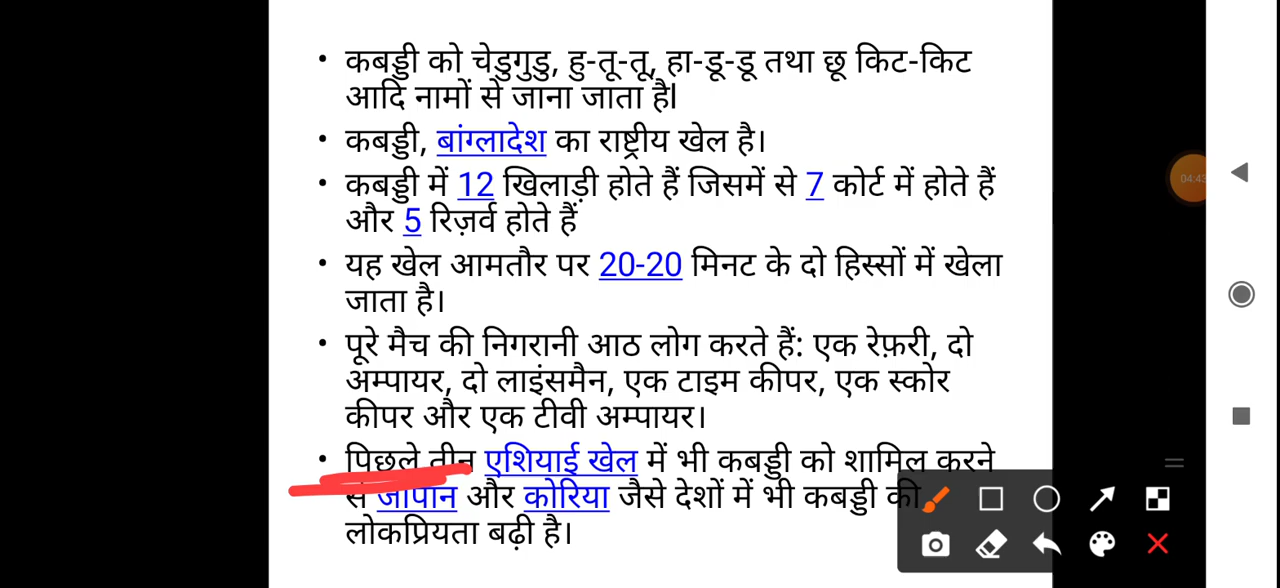 • कबड्डी को चेडुगुडु, हु-तू-तू, हा-डू-डू तथा छू किट-किट
आदि नामों से जाना जाता हैl
• कबड्डी, बांग्लादेश का राष्ट्रीय खेल है।
• कबड्डी में 12 खिलाड़ी होते हैं जिसमें से 7 कोर्ट में होते हैं
और 5 रिज़र्व होते हैं
• यह खेल आमतौर पर 20-20 मिनट के दो हिस्सों में खेला
जाता है।
• पूरे मैच की निगरानी आठ लोग करते हैं: एक रेफ़री, दो
अम्पायर, दो लाइंसमैन, एक टाइम कीपर, एक स्कोर
कीपर और एक टीवी अम्पायर।
• पिछले तीन एशियाई खेल में भी कबड्डी को शामिल करने
से जापान और कोरिया जैसे देशों में भी कबड्डी की
लोकप्रियता बढ़ी है।
04:43